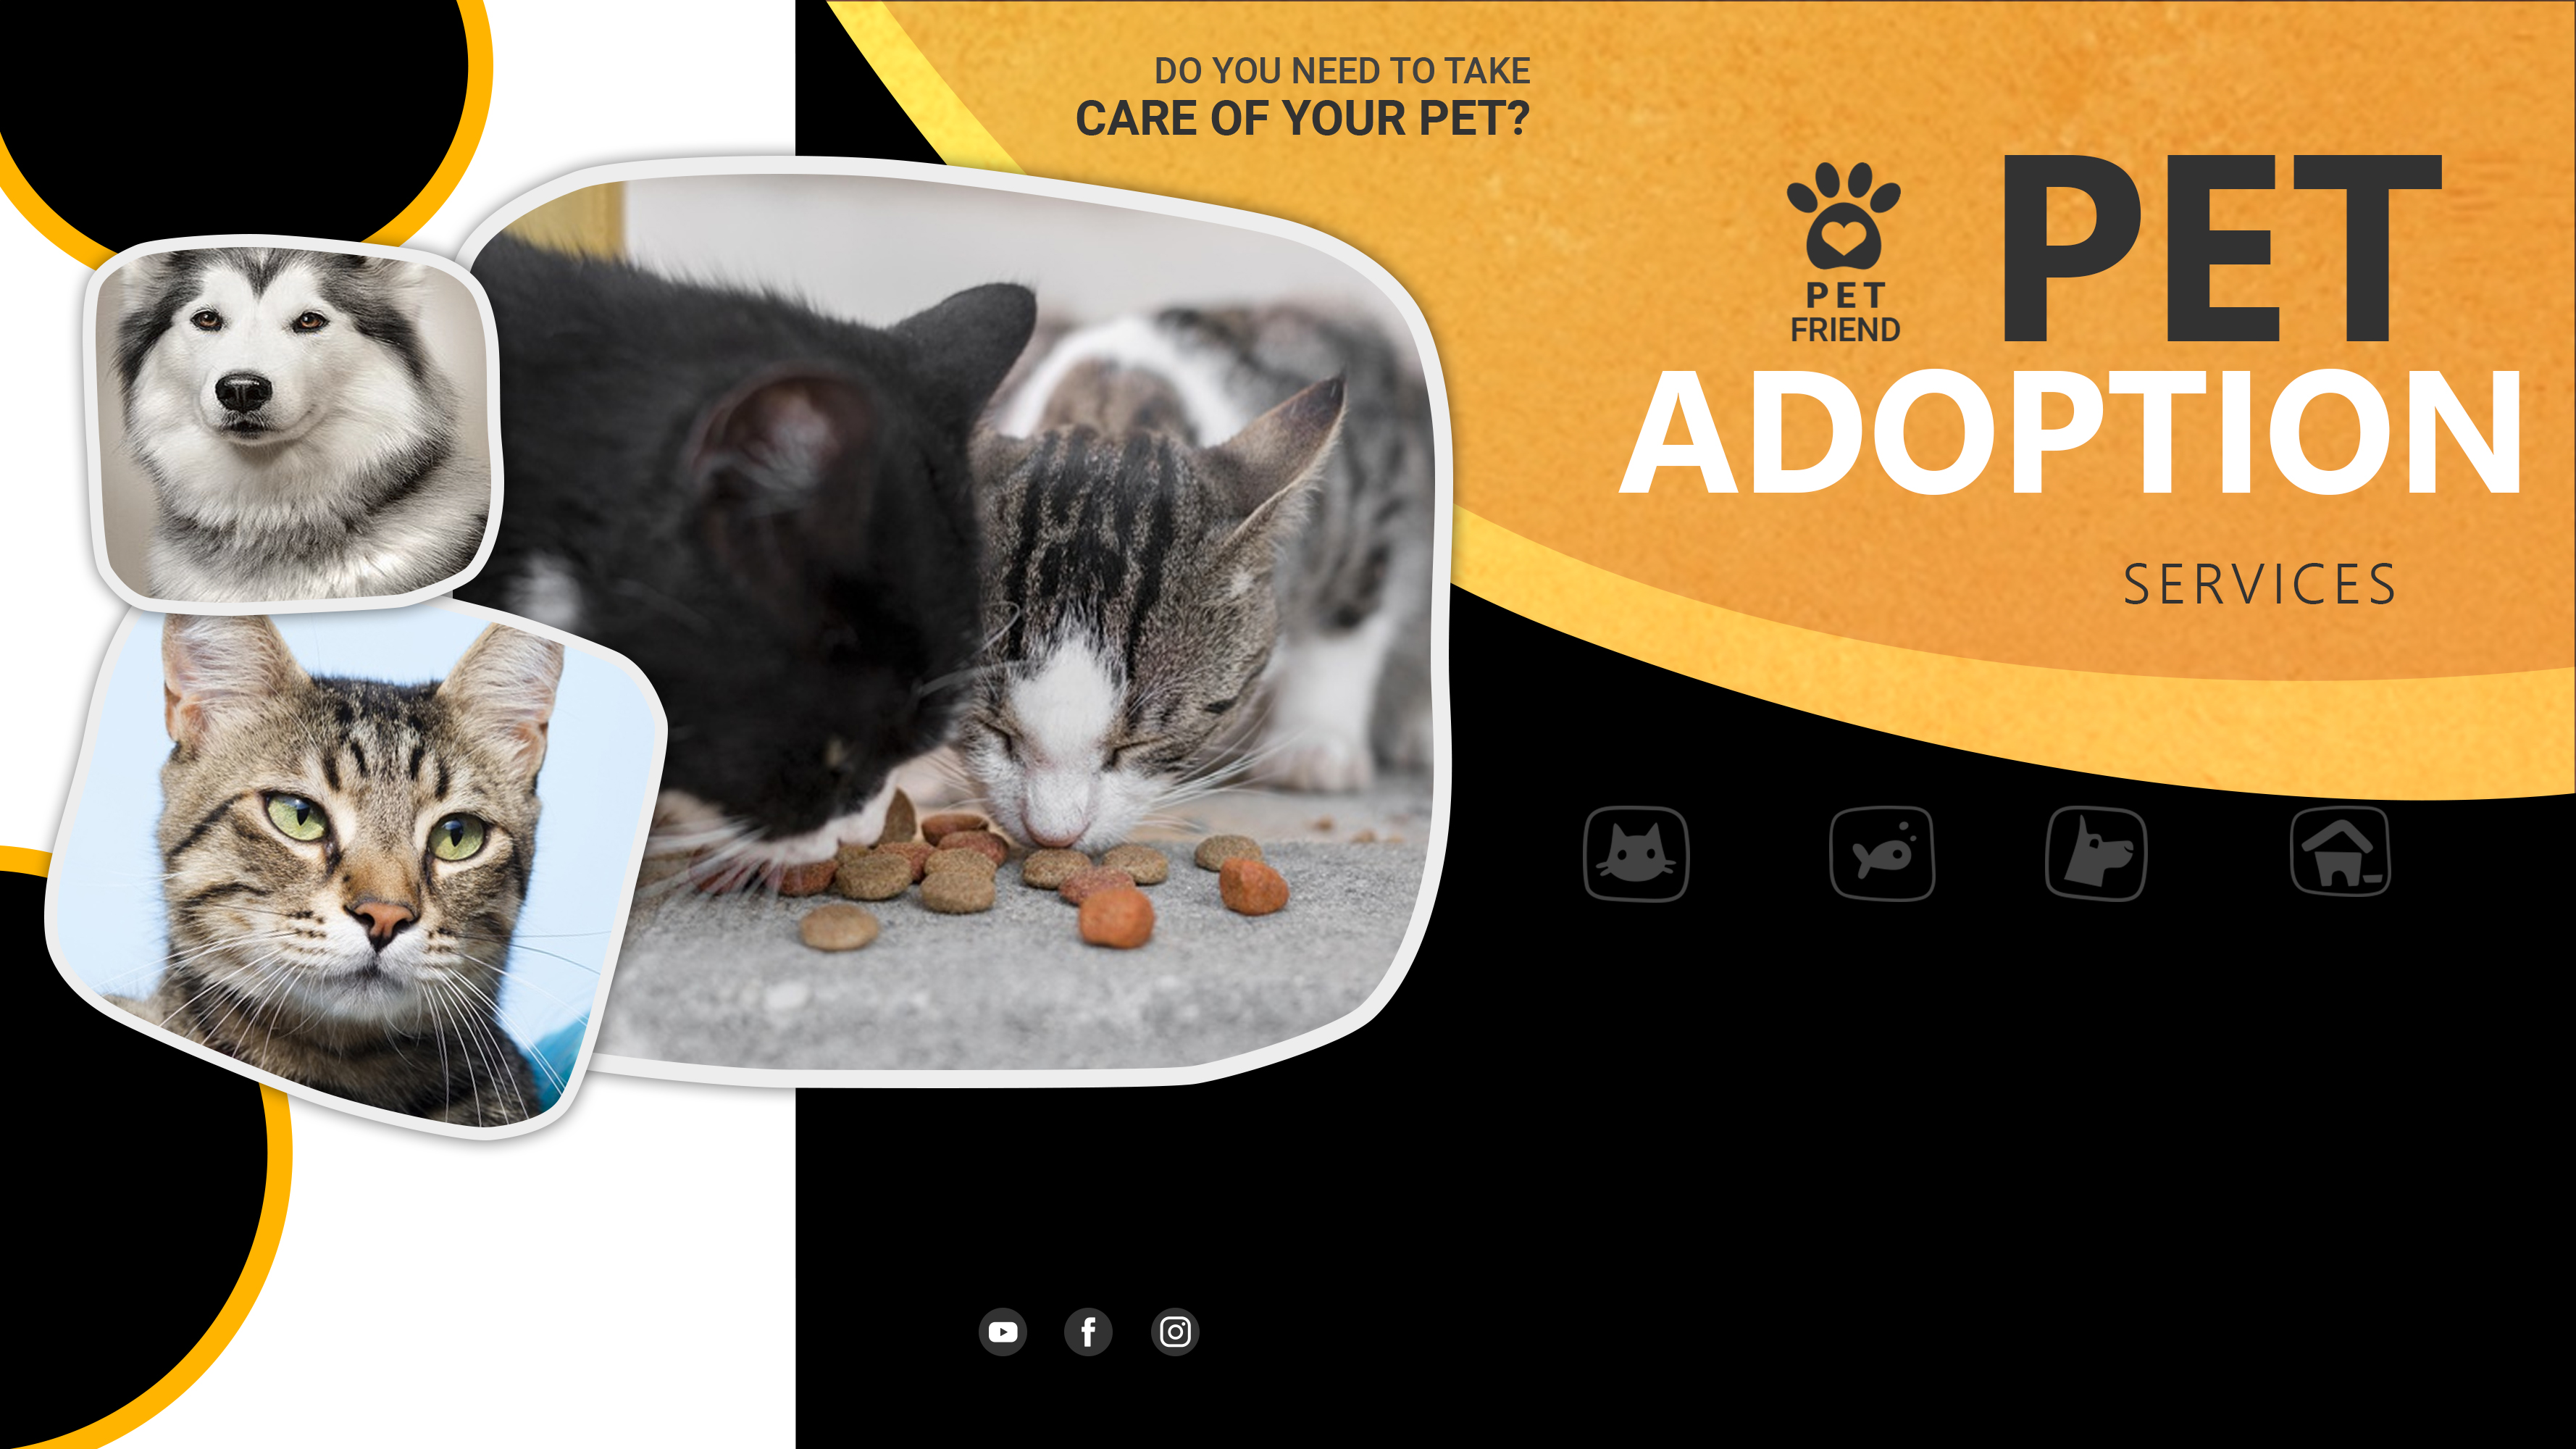 DO YOU NEED TO TAKE
CARE OF YOUR PET?
PET
FRIEND
PET
ADOPTION
SERVICES